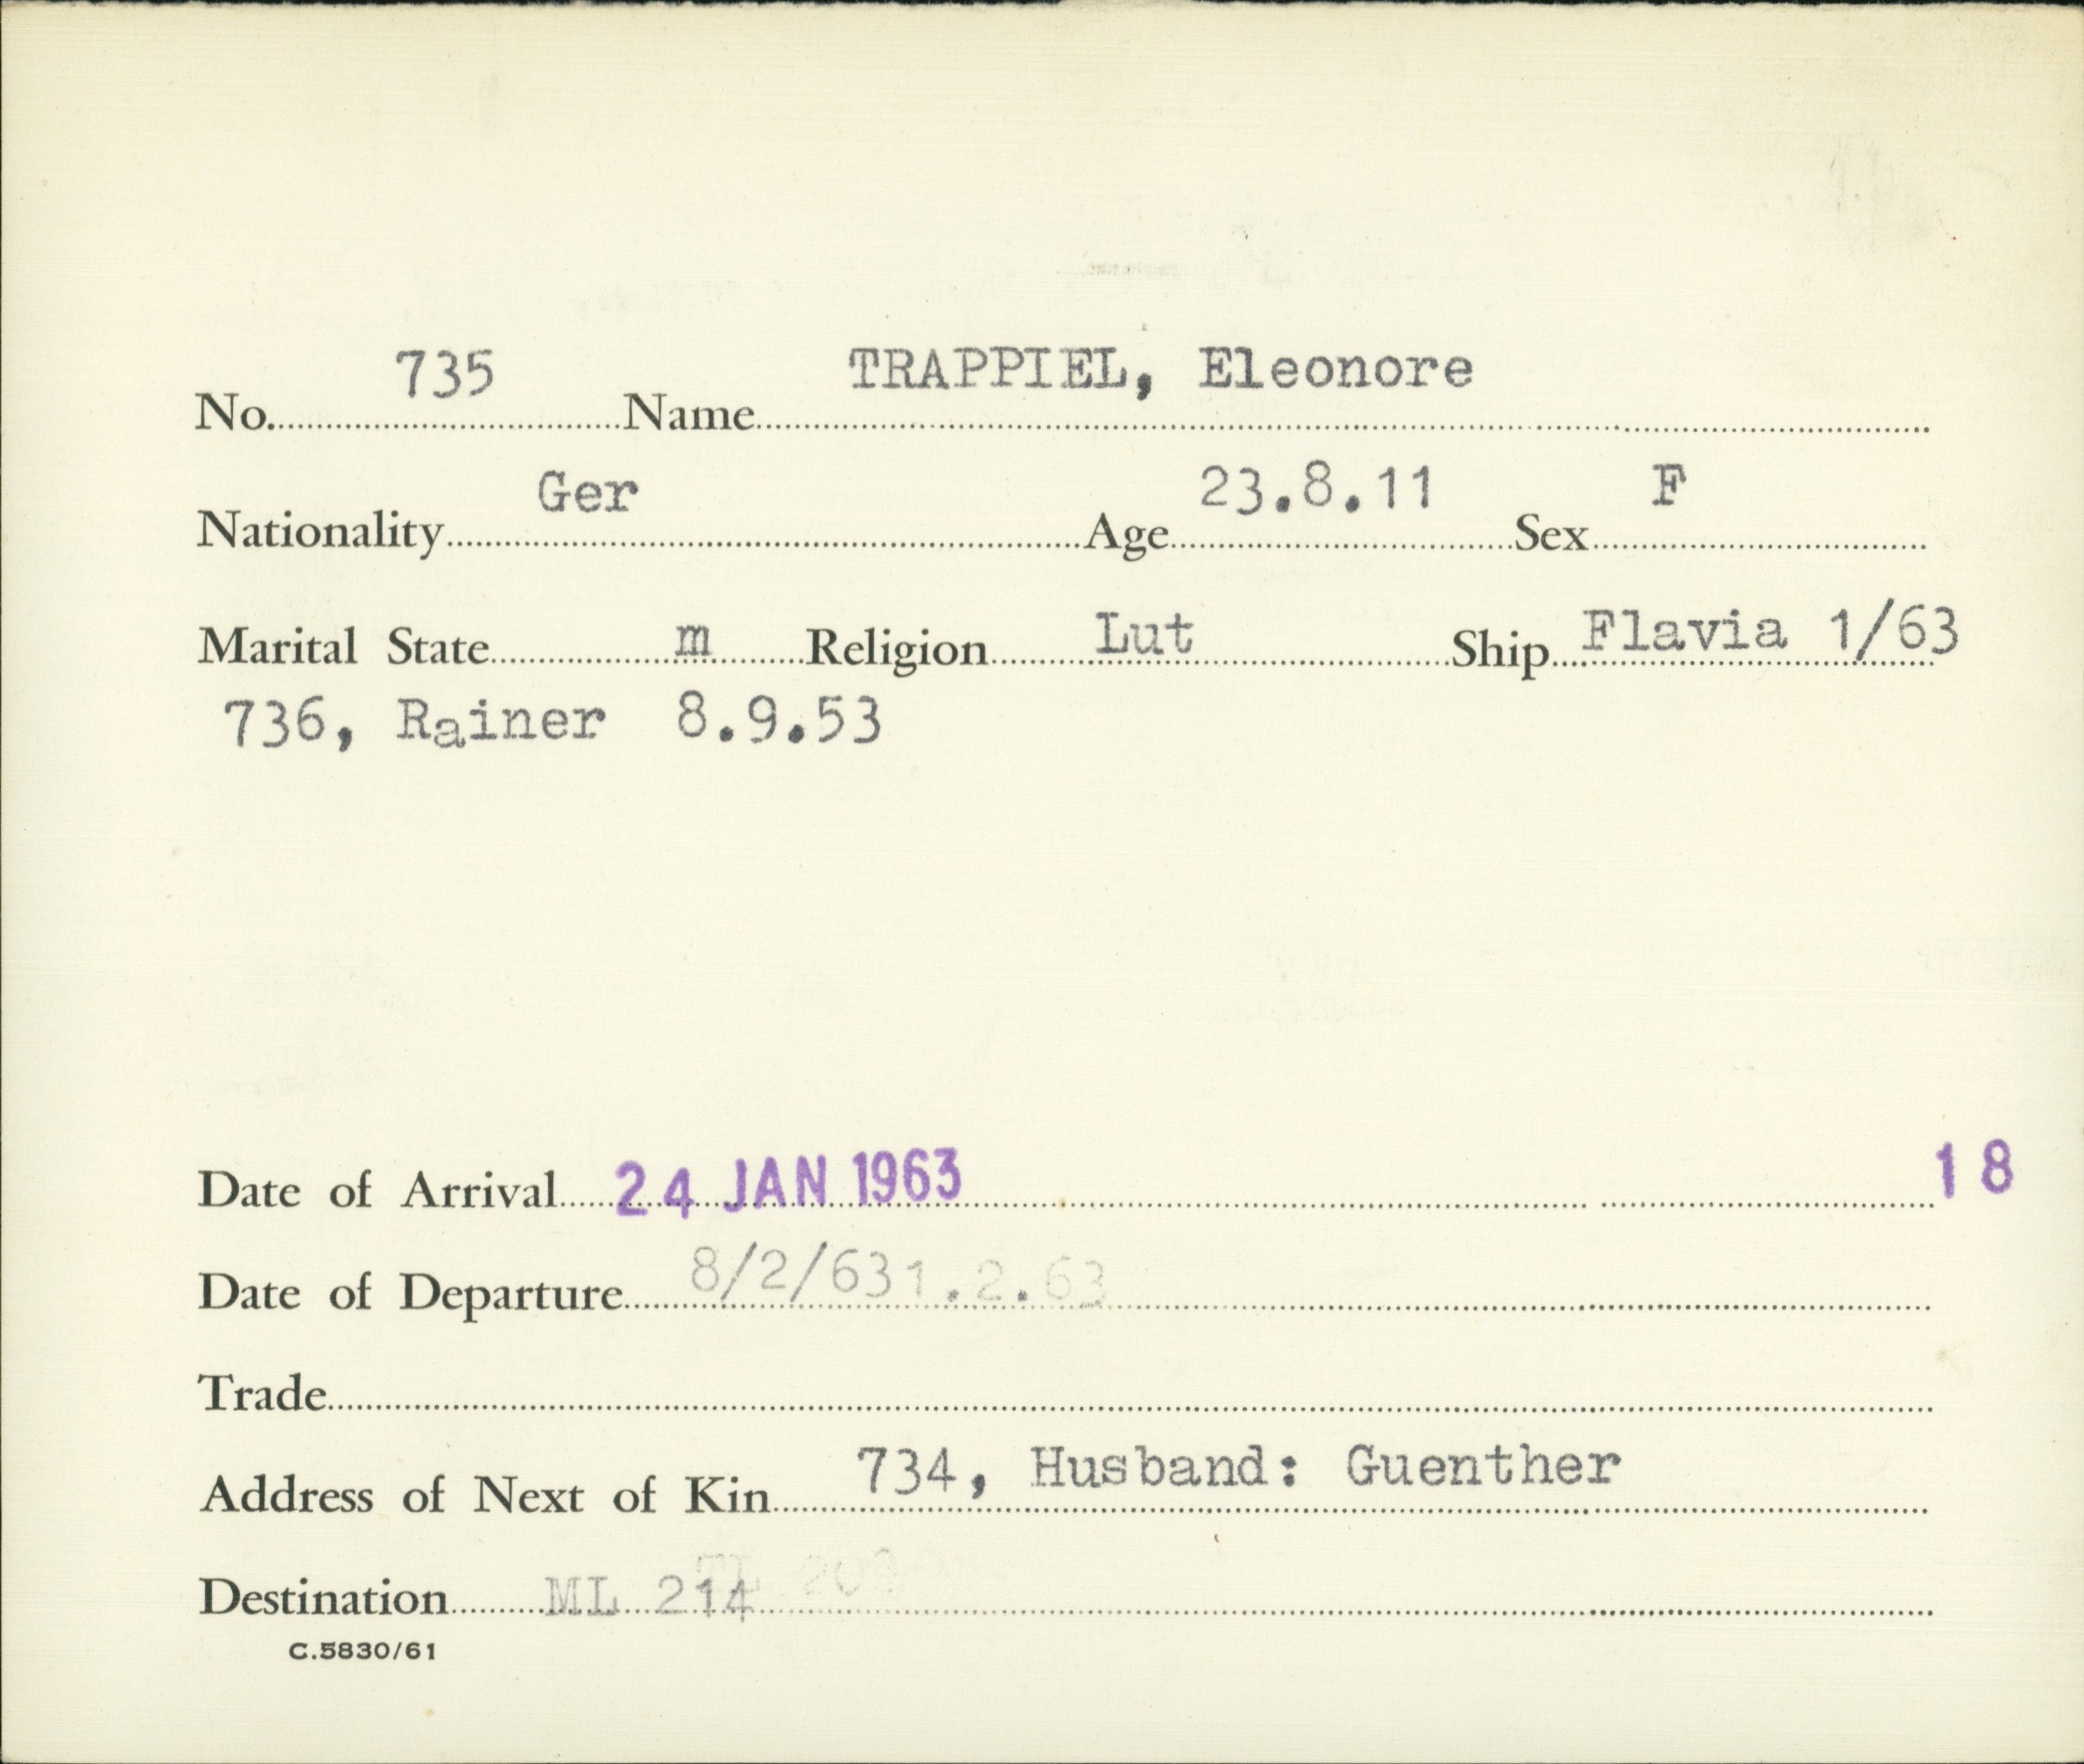 No. 735 Name TRAPPIEL, Eleonore
Nationality Ger Age 23.8.11 Sex F
Marital State m Religion Lut Ship Flavia 1/63
736, Rainer 8.9.53
Date of Arrival 24 JAN 1963 18
Date of Departure 8/2/63 1.2.63
Trade
Address of Next of Kin 734, Husband: Guenther
Destination ML 214
C.5830/61